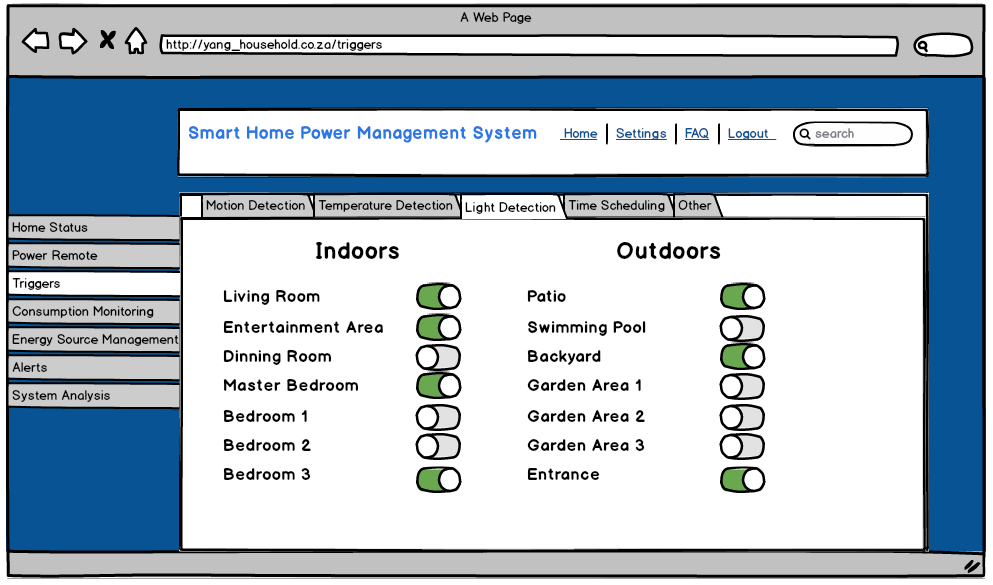 A Web Page
http://yang_household.co.za/triggers
Smart Home Power Management System Home Settings FAQ Logout search
Motion Detection Temperature Detection Light Detection Time Scheduling Other
Home Status
Power Remote
Triggers
Consumption Monitoring
Energy Source Management
Alerts
System Analysis
Indoors
Living Room
Entertainment Area
Dinning Room
Master Bedroom
Bedroom 1
Bedroom 2
Bedroom 3
Outdoors
Patio
Swimming Pool
Backyard
Garden Area 1
Garden Area 2
Garden Area 3
Entrance